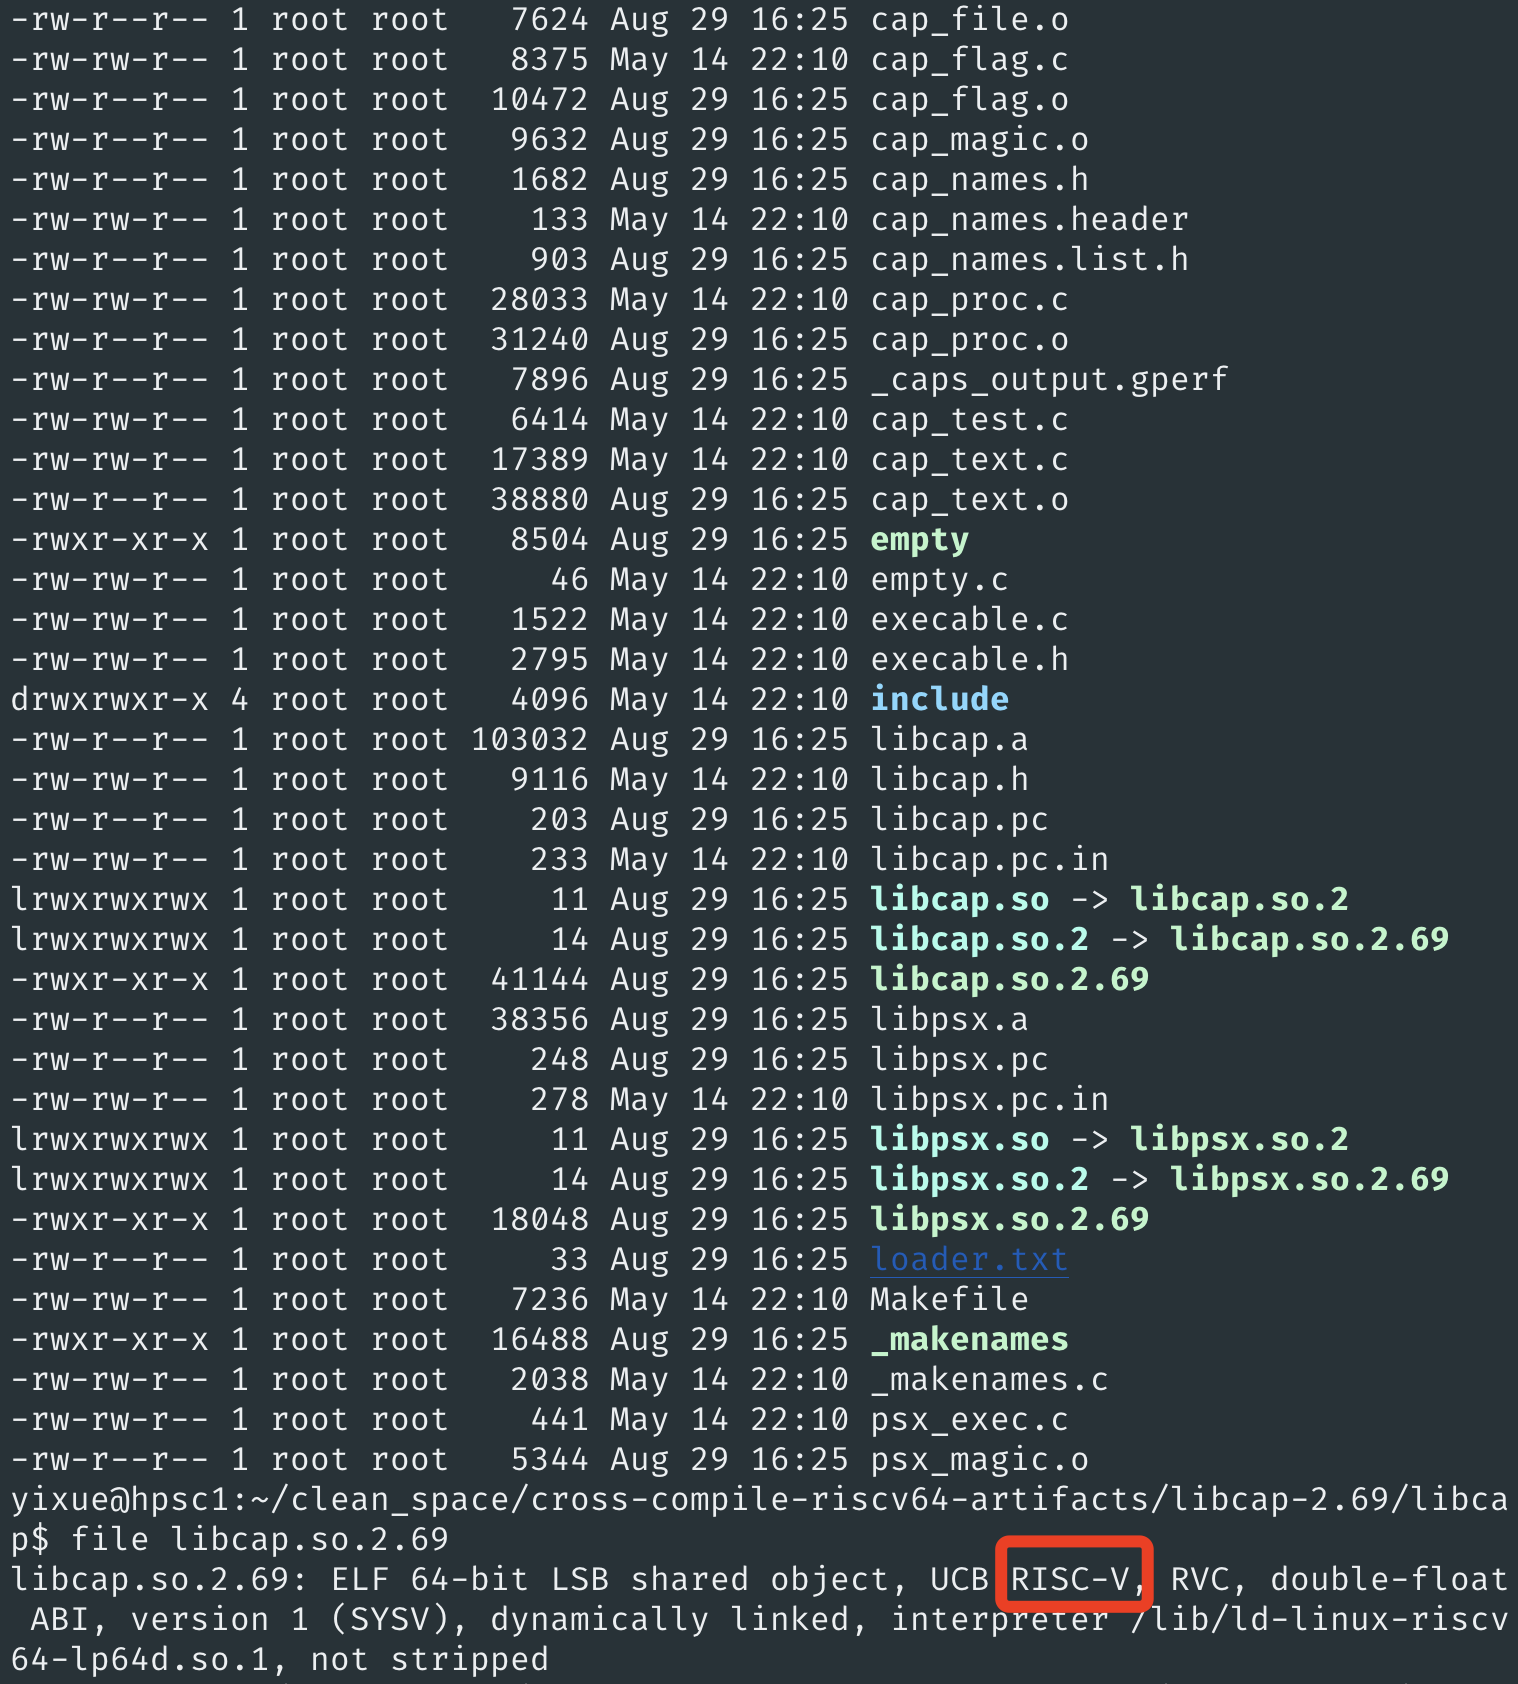 -rw-r--r-- 1 root root   7624 Aug 29 16:25 cap_file.o
-rw-rw-r-- 1 root root   8375 May 14 22:10 cap_flag.c
-rw-r--r-- 1 root root  10472 Aug 29 16:25 cap_flag.o
-rw-r--r-- 1 root root   9632 Aug 29 16:25 cap_magic.o
-rw-r--r-- 1 root root   1682 Aug 29 16:25 cap_names.h
-rw-rw-r-- 1 root root    133 May 14 22:10 cap_names.header
-rw-r--r-- 1 root root    903 Aug 29 16:25 cap_names.list.h
-rw-rw-r-- 1 root root  28033 May 14 22:10 cap_proc.c
-rw-r--r-- 1 root root  31240 Aug 29 16:25 cap_proc.o
-rw-r--r-- 1 root root   7896 Aug 29 16:25 _caps_output.gperf
-rw-rw-r-- 1 root root   6414 May 14 22:10 cap_test.c
-rw-rw-r-- 1 root root  17389 May 14 22:10 cap_text.c
-rw-r--r-- 1 root root  38880 Aug 29 16:25 cap_text.o
-rwxr-xr-x 1 root root   8504 Aug 29 16:25 empty
-rw-rw-r-- 1 root root     46 May 14 22:10 empty.c
-rw-rw-r-- 1 root root   1522 May 14 22:10 execable.c
-rw-rw-r-- 1 root root   2795 May 14 22:10 execable.h
drwxrwxr-x 4 root root   4096 May 14 22:10 include
-rw-r--r-- 1 root root 103032 Aug 29 16:25 libcap.a
-rw-rw-r-- 1 root root   9116 May 14 22:10 libcap.h
-rw-r--r-- 1 root root    203 Aug 29 16:25 libcap.pc
-rw-rw-r-- 1 root root    233 May 14 22:10 libcap.pc.in
lrwxrwxrwx 1 root root     11 Aug 29 16:25 libcap.so -> libcap.so.2
lrwxrwxrwx 1 root root     14 Aug 29 16:25 libcap.so.2 -> libcap.so.2.69
-rwxr-xr-x 1 root root  41144 Aug 29 16:25 libcap.so.2.69
-rw-r--r-- 1 root root  38356 Aug 29 16:25 libpsx.a
-rw-r--r-- 1 root root    248 Aug 29 16:25 libpsx.pc
-rw-rw-r-- 1 root root    278 May 14 22:10 libpsx.pc.in
lrwxrwxrwx 1 root root     11 Aug 29 16:25 libpsx.so -> libpsx.so.2
lrwxrwxrwx 1 root root     14 Aug 29 16:25 libpsx.so.2 -> libpsx.so.2.69
-rwxr-xr-x 1 root root  18048 Aug 29 16:25 libpsx.so.2.69
-rw-r--r-- 1 root root     33 Aug 29 16:25 loader.txt
-rw-rw-r-- 1 root root   7236 May 14 22:10 Makefile
-rwxr-xr-x 1 root root  16488 Aug 29 16:25 _makenames
-rw-rw-r-- 1 root root   2038 May 14 22:10 _makenames.c
-rw-rw-r-- 1 root root    441 May 14 22:10 psx_exec.c
-rw-r--r-- 1 root root   5344 Aug 29 16:25 psx_magic.o
yixue@hpsc1:~/clean_space/cross-compile-riscv64-artifacts/libcap-2.69/libca
p$ file libcap.so.2.69
libcap.so.2.69: ELF 64-bit LSB shared object, UCB RISC-V, RVC, double-float
 ABI, version 1 (SYSV), dynamically linked, interpreter /lib/ld-linux-riscv
64-lp64d.so.1, not stripped